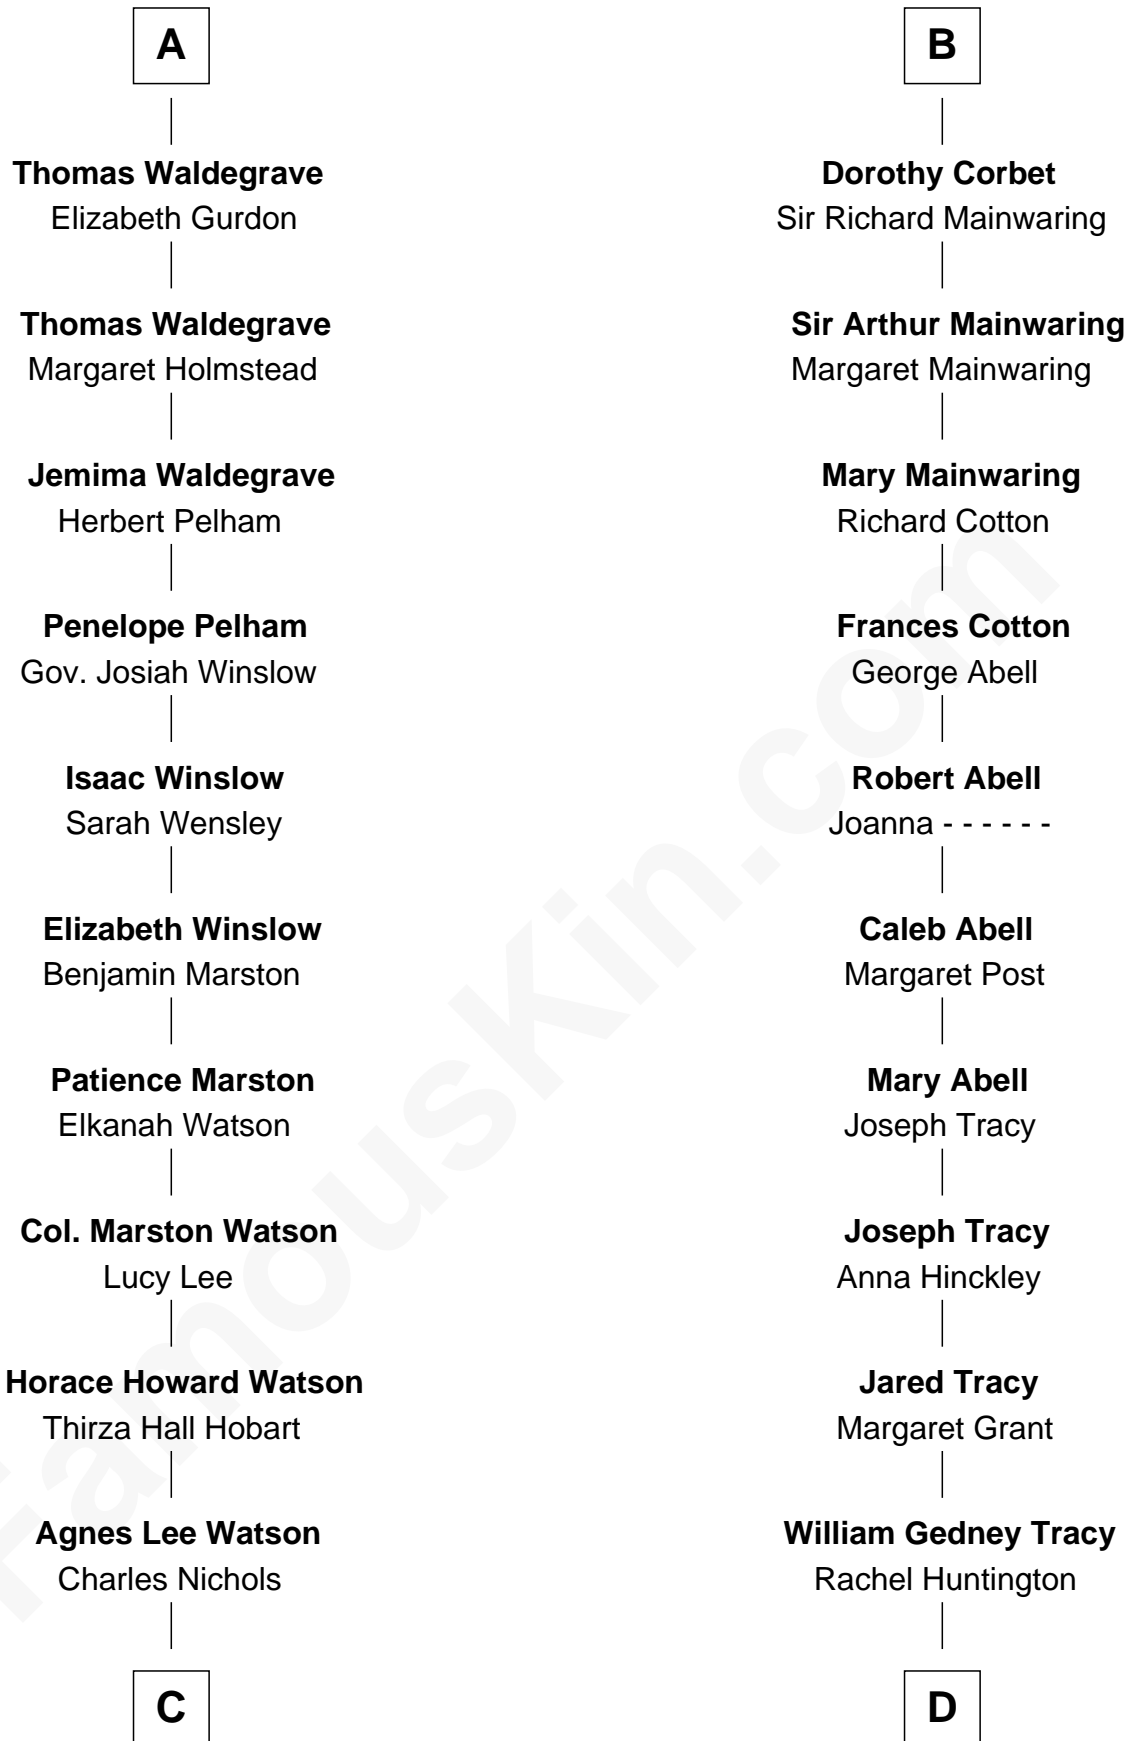 A
Thomas Waldegrave
Elizabeth Gurdon
Thomas Waldegrave
Margaret Holmstead
Jemima Waldegrave
Herbert Pelham
Penelope Pelham
Gov. Josiah Winslow
Isaac Winslow
Sarah Wensley
Elizabeth Winslow
Benjamin Marston
Patience Marston
Elkanah Watson
Col. Marston Watson
Lucy Lee
Horace Howard Watson
Thirza Hall Hobart
Agnes Lee Watson
Charles Nichols
C
B
Dorothy Corbet
Sir Richard Mainwaring
Sir Arthur Mainwaring
Margaret Mainwaring
Mary Mainwaring
Richard Cotton
Frances Cotton
George Abell
Robert Abell
Joanna - - - - - -
Caleb Abell
Margaret Post
Mary Abell
Joseph Tracy
Joseph Tracy
Anna Hinckley
Jared Tracy
Margaret Grant
William Gedney Tracy
Rachel Huntington
D
FamousKin.com